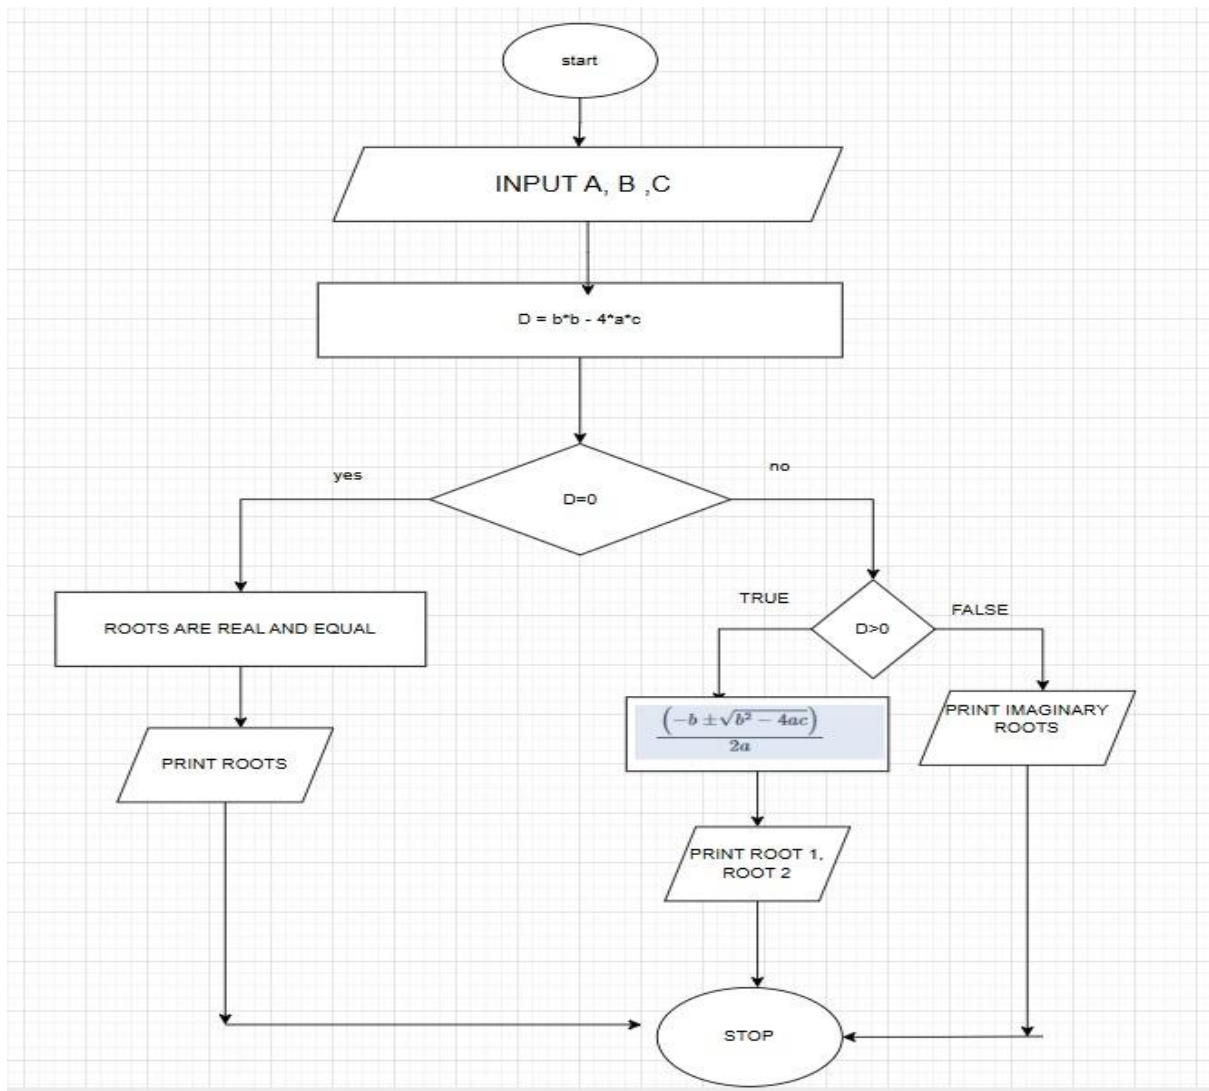 start
INPUT A, B ,C
D = b*b - 4*a*c
yes
no
D=0
TRUE
FALSE
D>0
ROOTS ARE REAL AND EQUAL
(-b ±√b² − 4ac)
2a
PRINT IMAGINARY
ROOTS
PRINT ROOTS
PRINT ROOT 1,
ROOT 2
STOP